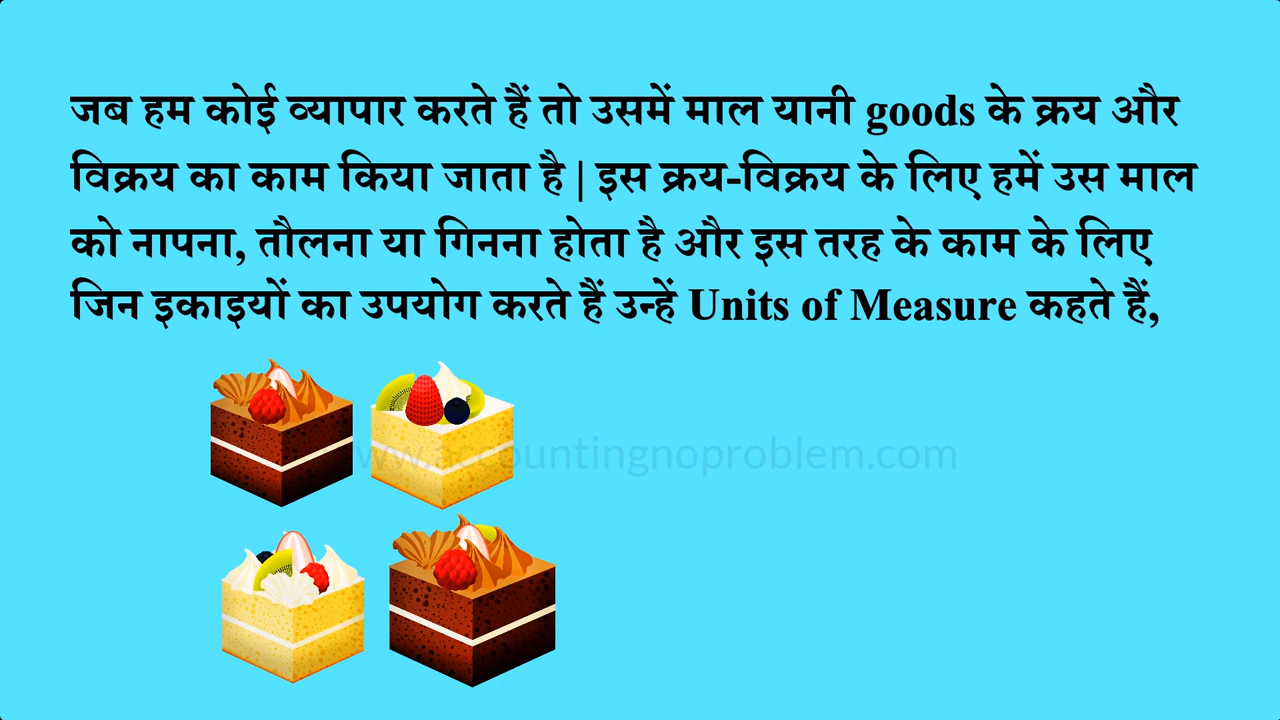 जब हम कोई व्यापार करते हैं तो उसमें माल यानी goods के क्रय और
विक्रय का काम किया जाता है | इस क्रय-विक्रय के लिए हमें उस माल
को नापना, तौलना या गिनना होता है और इस तरह के काम के लिए
जिन इकाइयों का उपयोग करते हैं उन्हें Units of Measure कहते हैं,
www.accountingnoproblem.com